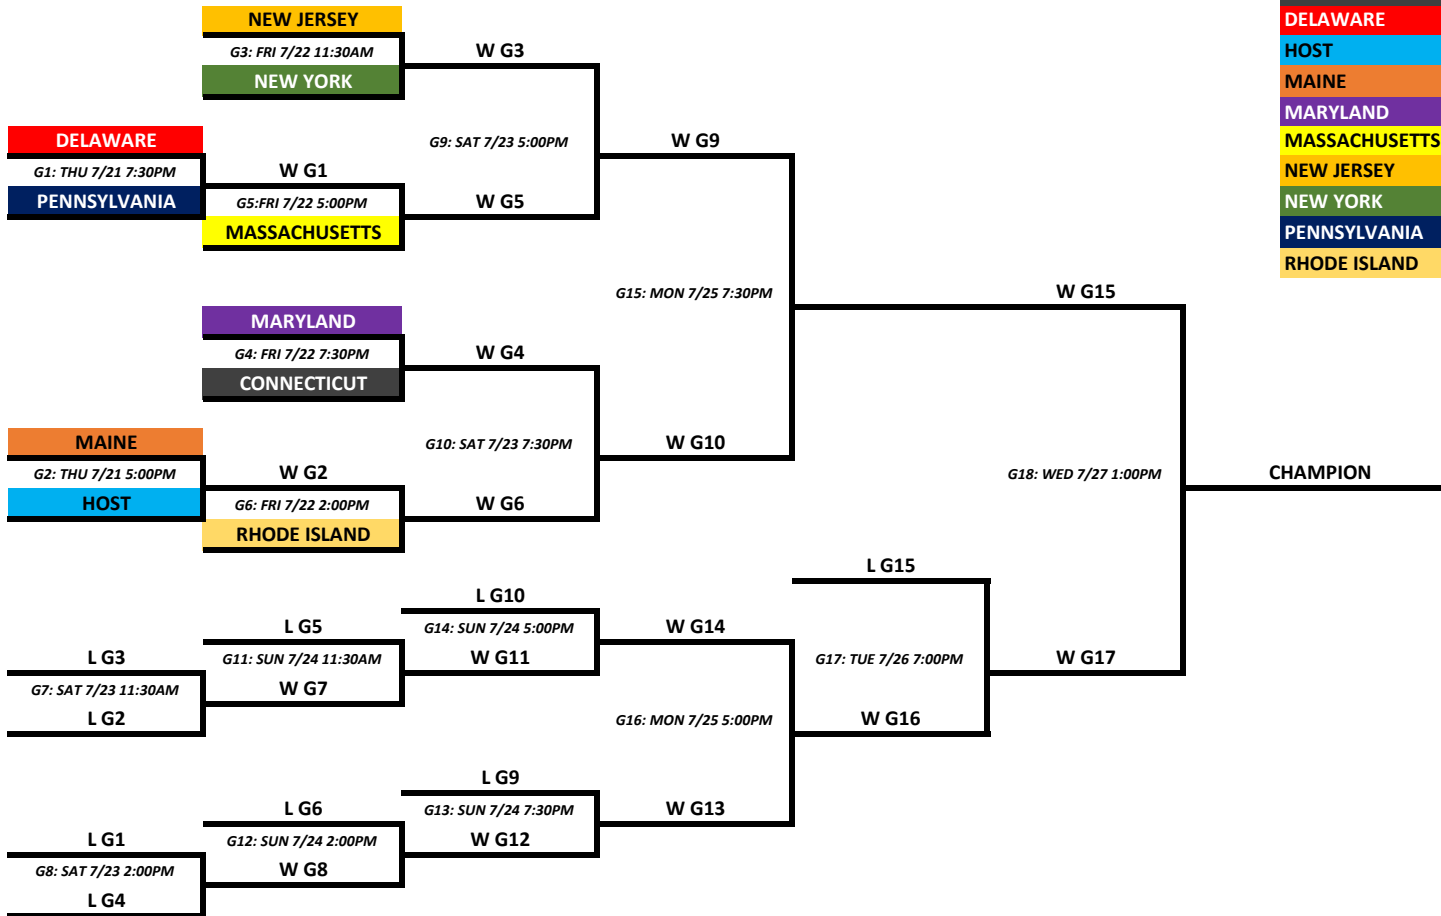 NEW JERSEY
G3: FRI 7/22 11:30AM
NEW YORK
W G3
DELAWARE
G1: THU 7/21 7:30PM
PENNSYLVANIA
W G1
G5:FRI 7/22 5:00PM
MASSACHUSETTS
G9: SAT 7/23 5:00PM
W G5
W G9
MARYLAND
G4: FRI 7/22 7:30PM
CONNECTICUT
W G4
MAINE
G2: THU 7/21 5:00PM
HOST
W G2
G6: FRI 7/22 2:00PM
RHODE ISLAND
G10: SAT 7/23 7:30PM
W G6
W G10
G15: MON 7/25 7:30PM
W G15
G18: WED 7/27 1:00PM
CHAMPION
L G3
G7: SAT 7/23 11:30AM
L G2
L G5
G11: SUN 7/24 11:30AM
W G7
L G10
G14: SUN 7/24 5:00PM
W G11
W G14
L G1
G8: SAT 7/23 2:00PM
L G4
L G6
G12: SUN 7/24 2:00PM
W G8
L G9
G13: SUN 7/24 7:30PM
W G12
W G13
G16: MON 7/25 5:00PM
L G15
G17: TUE 7/26 7:00PM
W G16
W G17
DELAWARE
HOST
MAINE
MARYLAND
MASSACHUSETTS
NEW JERSEY
NEW YORK
PENNSYLVANIA
RHODE ISLAND